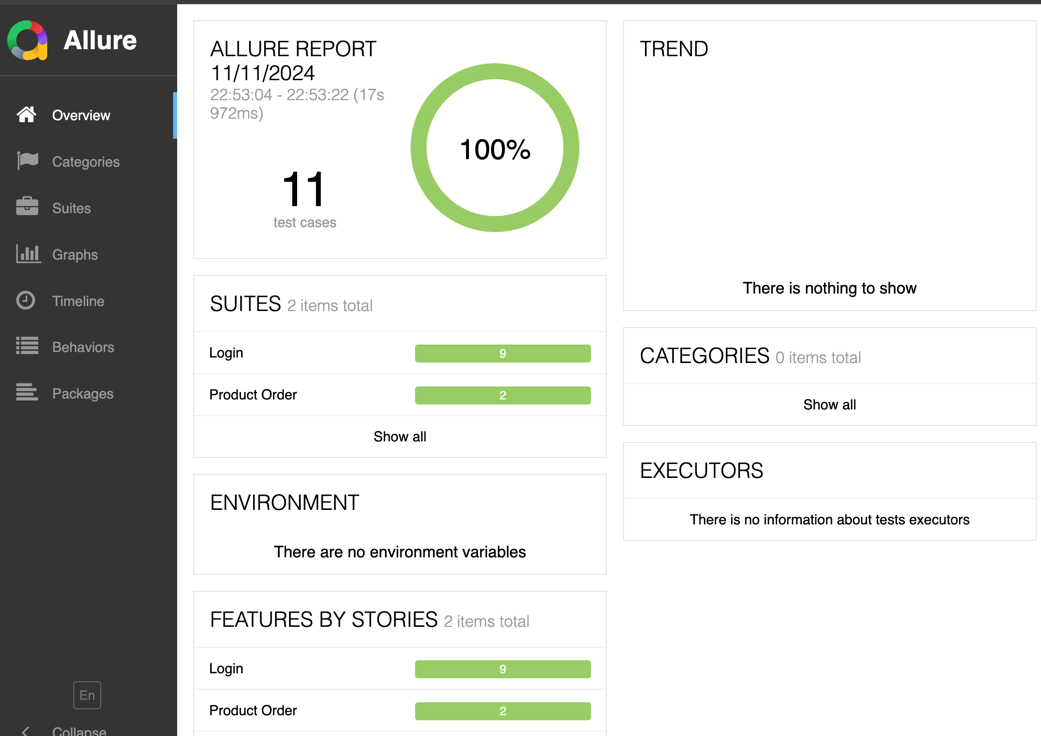 Allure
Overview
Categories
Suites
Graphs
Timeline
Behaviors
Packages
En
Collapse
ALLURE REPORT
11/11/2024
22:53:04 - 22:53:22 (17s
972ms)
11
test cases
100%
SUITES 2 items total
Login 9
Product Order 2
Show all
ENVIRONMENT
There are no environment variables
FEATURES BY STORIES 2 items total
Login 9
Product Order 2
TREND
There is nothing to show
CATEGORIES 0 items total
Show all
EXECUTORS
There is no information about tests executors